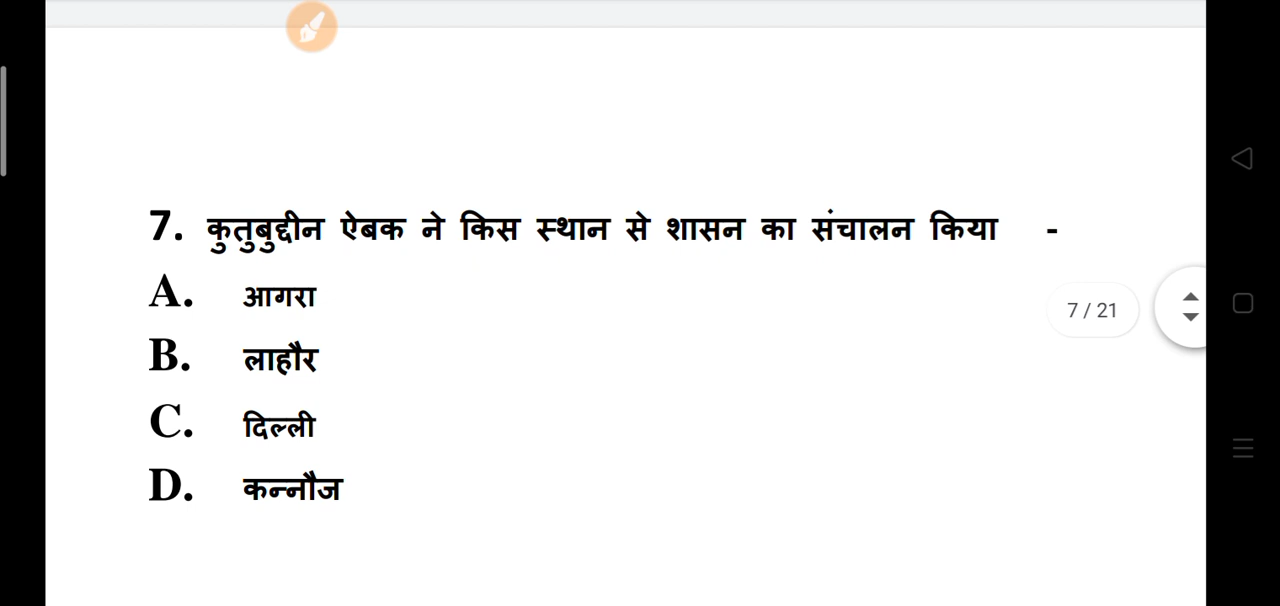 7. कुतुबुद्दीन ऐबक ने किस स्थान से शासन का संचालन किया -
A. आगरा
7 / 21
B. लाहौर
C. दिल्ली
D. कन्नौज